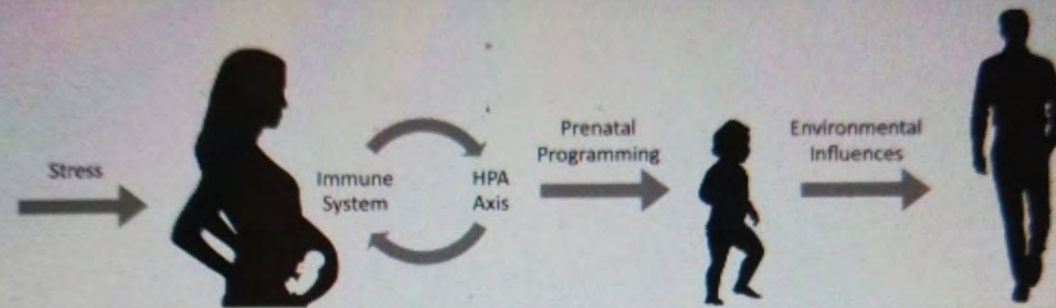 Stress
Immune
System
HPA
Axis
Prenatal
Programming
Environmental
Influences